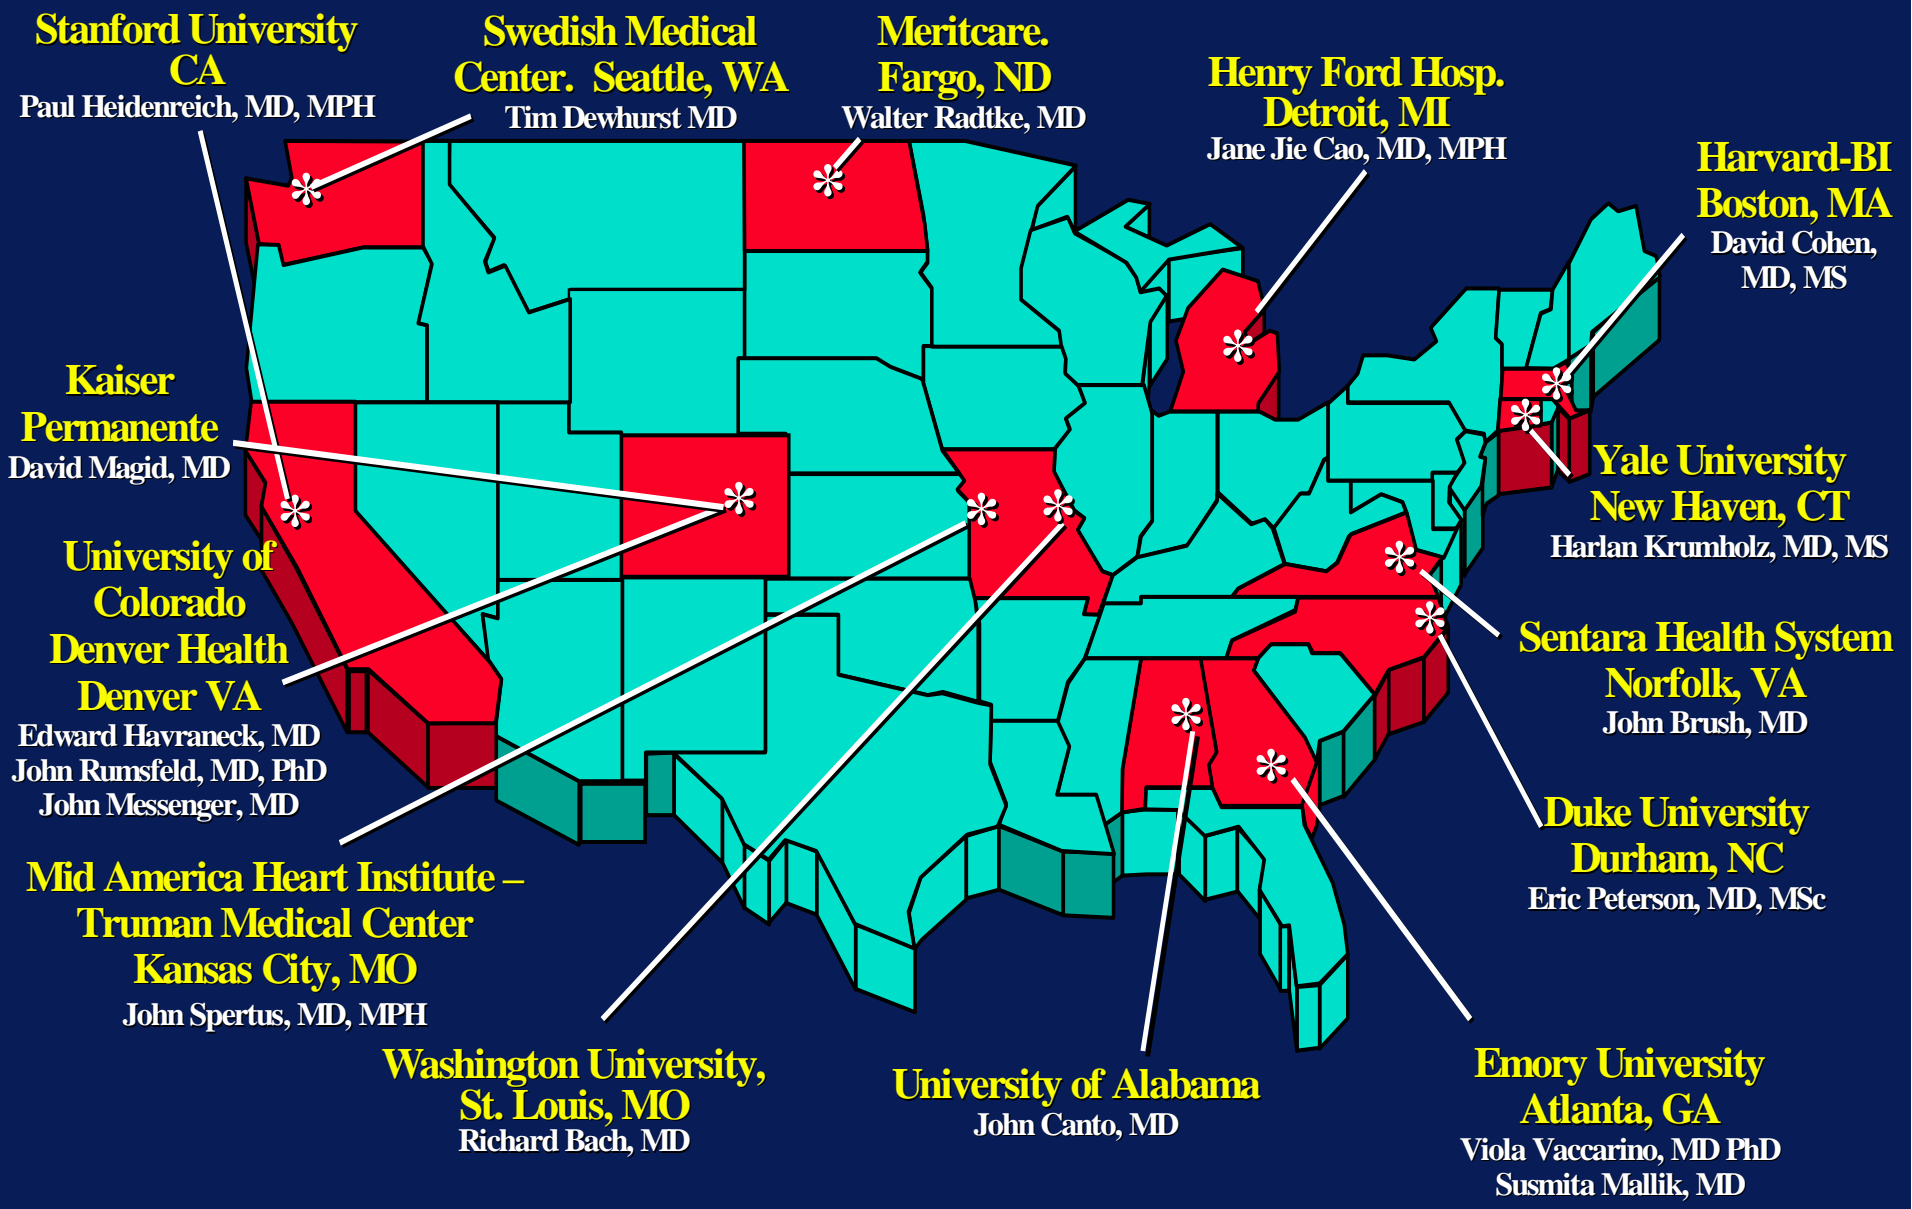 Stanford University
CA
Paul Heidenreich, MD, MPH
Swedish Medical
Center. Seattle, WA
Tim Dewhurst MD
Meritcare.
Fargo, ND
Walter Radtke, MD
Henry Ford Hosp.
Detroit, MI
Jane Jie Cao, MD, MPH
Harvard-BI
Boston, MA
David Cohen,
MD, MS
Kaiser
Permanente
David Magid, MD
Yale University
New Haven, CT
Harlan Krumholz, MD, MS
University of
Colorado
Denver Health
Denver VA
Edward Havraneck, MD
John Rumsfeld, MD, PhD
John Messenger, MD
Sentara Health System
Norfolk, VA
John Brush, MD
Duke University
Durham, NC
Eric Peterson, MD, MSc
Mid America Heart Institute –
Truman Medical Center
Kansas City, MO
John Spertus, MD, MPH
Washington University,
St. Louis, MO
Richard Bach, MD
University of Alabama
John Canto, MD
Emory University
Atlanta, GA
Viola Vaccarino, MD PhD
Susmita Mallik, MD